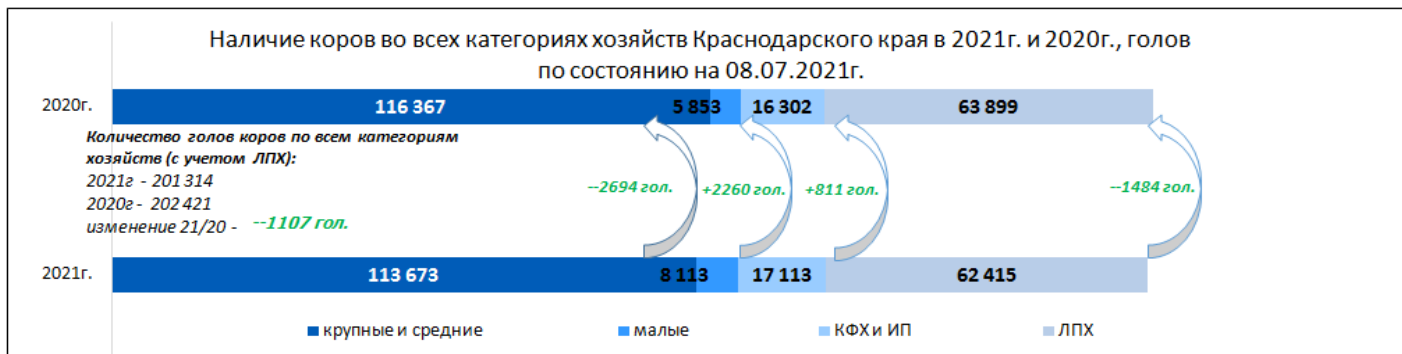 Наличие коров во всех категориях хозяйств Краснодарского края в 2021г. и 2020г., голов
по состоянию на 08.07.2021г.
2020г.
116 367
5 853
16 302
63 899
Количество голов коров по всем категориям
хозяйств (с учетом ЛПХ):
2021г - 201 314
2020г - 202 421
изменение 21/20 - --1107 гол.
--2694 гол.
+2260 гол.
+811 гол.
--1484 гол.
2021г.
113 673
8 113
17 113
62 415
крупные и средние
малые
КФХ и ИП
ЛПХ